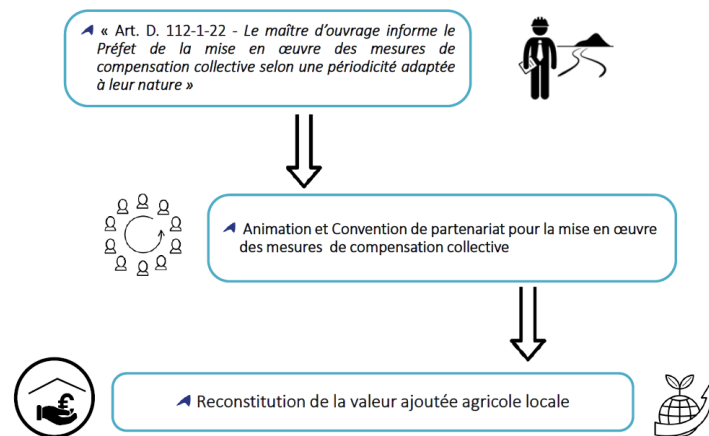 « Art. D. 112-1-22 - Le maître d'ouvrage informe le
Préfet de la mise en œuvre des mesures de
compensation collective selon une périodicité adaptée
à leur nature »
Animation et Convention de partenariat pour la mise en œuvre
des mesures de compensation collective
Reconstitution de la valeur ajoutée agricole locale